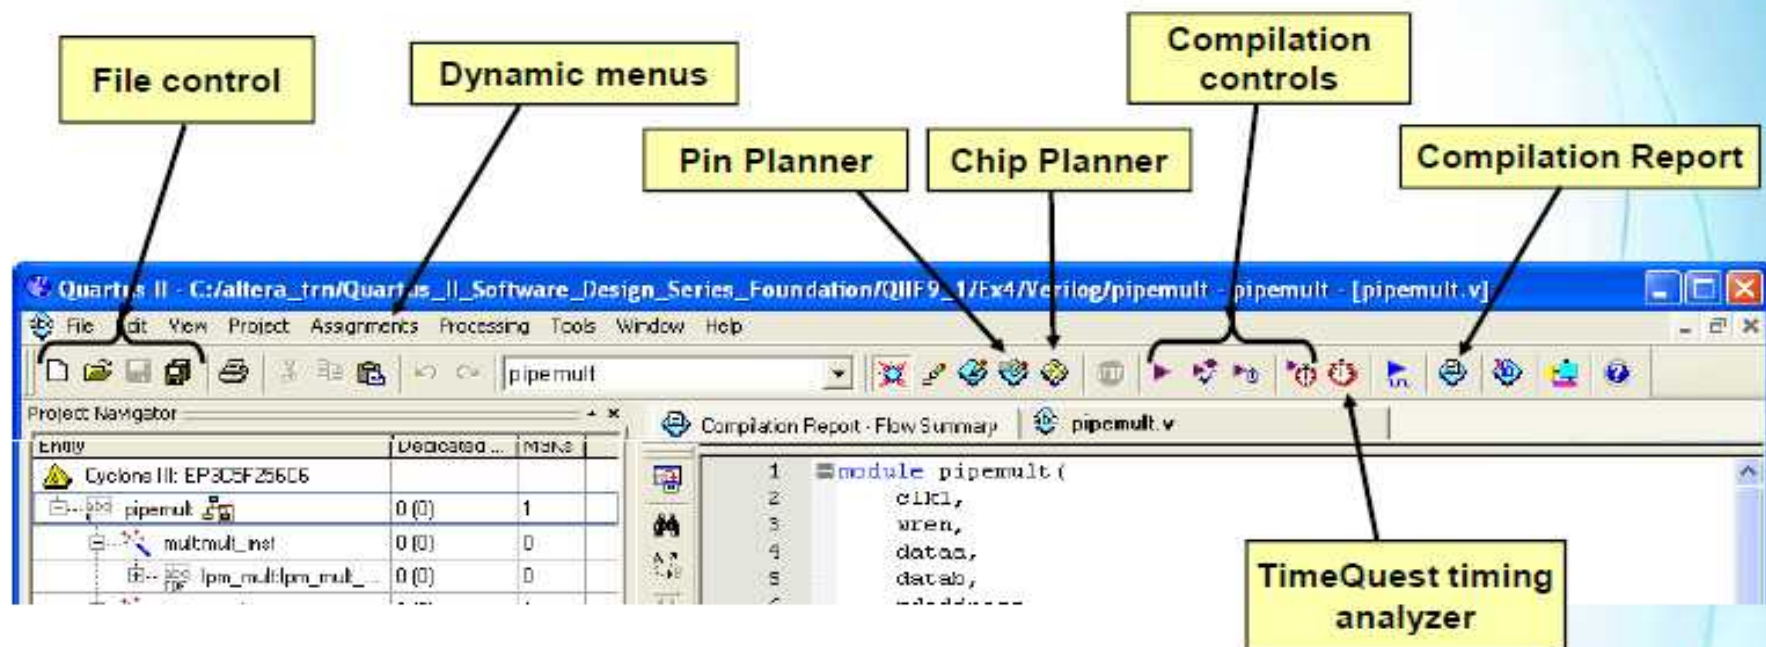 Compilation
controls
File control
Dynamic menus
Pin Planner
Chip Planner
Compilation Report
Quartus II - C:/altera_trn/Quartus_II_Software_Design_Series_Foundation/QIIF9_1/Ex4/Verilog/pipemult - pipemult - [pipemult.v]
File Edit View Project Assignments Processing Tools Window Help
pipemult
Project Navigator
Compilation Report - Flow Summary
pipemult.v
Entity Dedicated ...
Cyclone III: EP3C5F256C6
pipemult 0 (0) 1
mult:mult_inst 0 (0) 0
lpm_mult:lpm_mult_... 0 (0) 0
1 module pipemult(
2 clk1,
3 wren,
4 dataa,
5 datab,
TimeQuest timing
analyzer